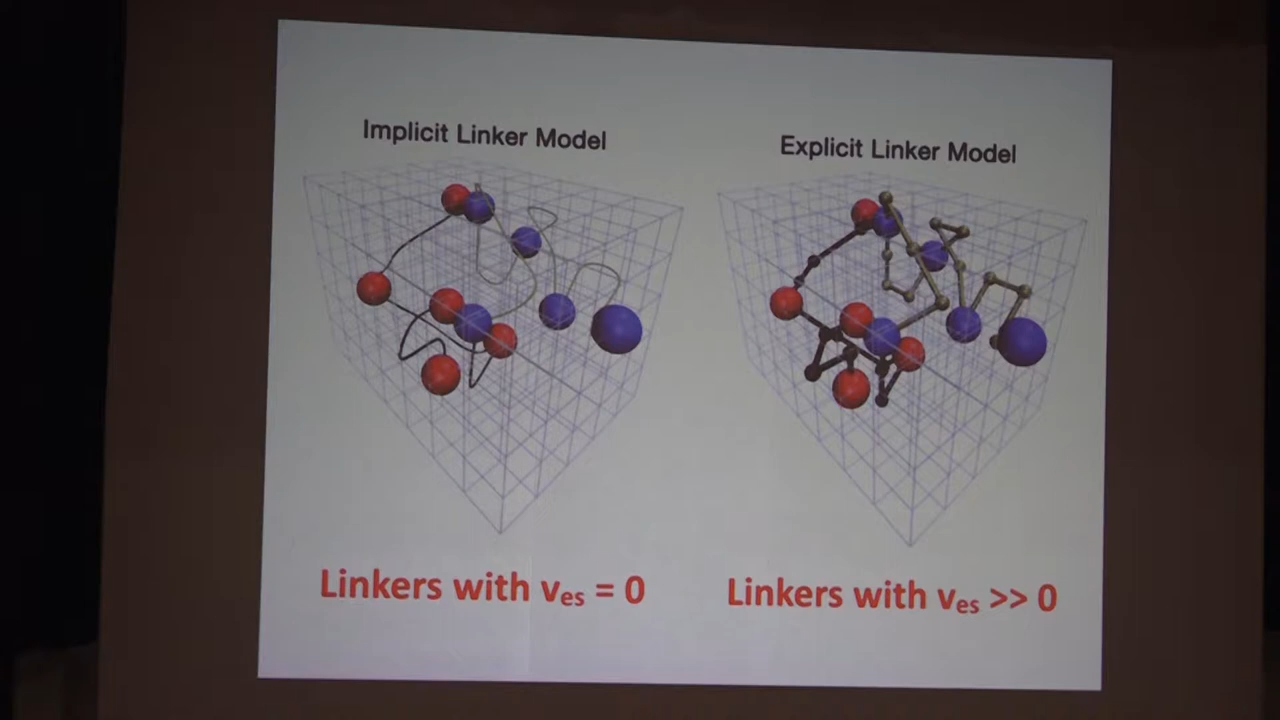 Implicit Linker Model
Explicit Linker Model
Linkers with ves = 0
Linkers with ves >> 0